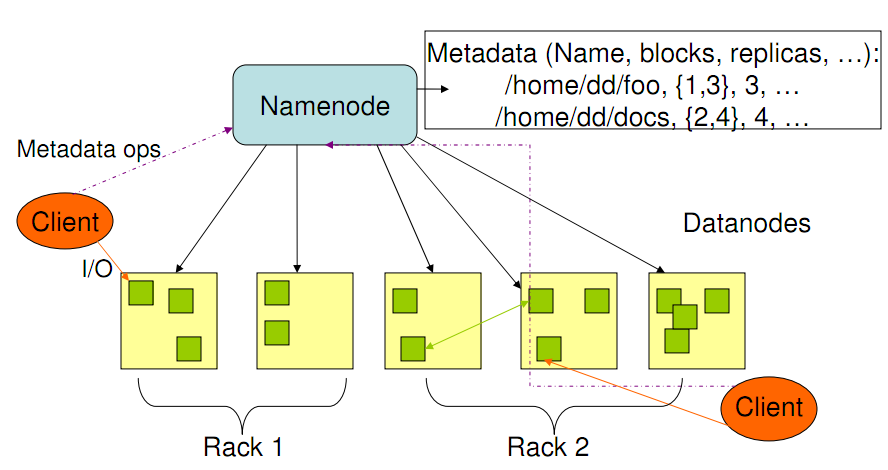 Metadata (Name, blocks, replicas, …):
/home/dd/foo, {1,3}, 3, …
/home/dd/docs, {2,4}, 4, …
Namenode
Metadata ops
Client
Datanodes
I/O
Client
Rack 1
Rack 2